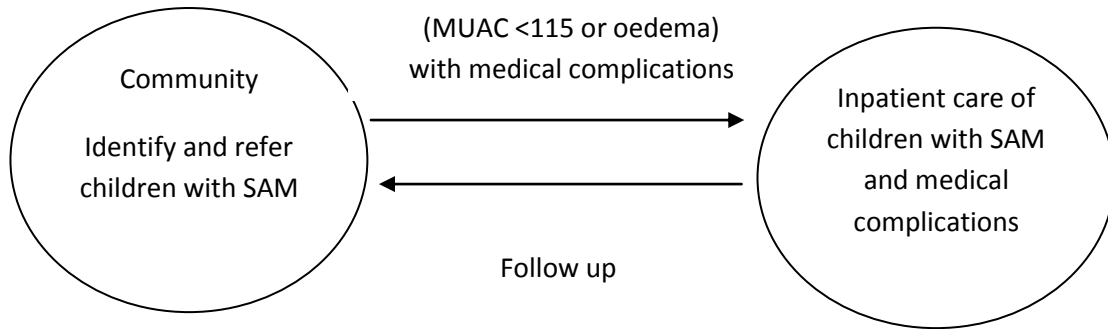 Community
Identify and refer
children with SAM
(MUAC <115 or oedema)
with medical complications
Follow up
Inpatient care of
children with SAM
and medical
complications